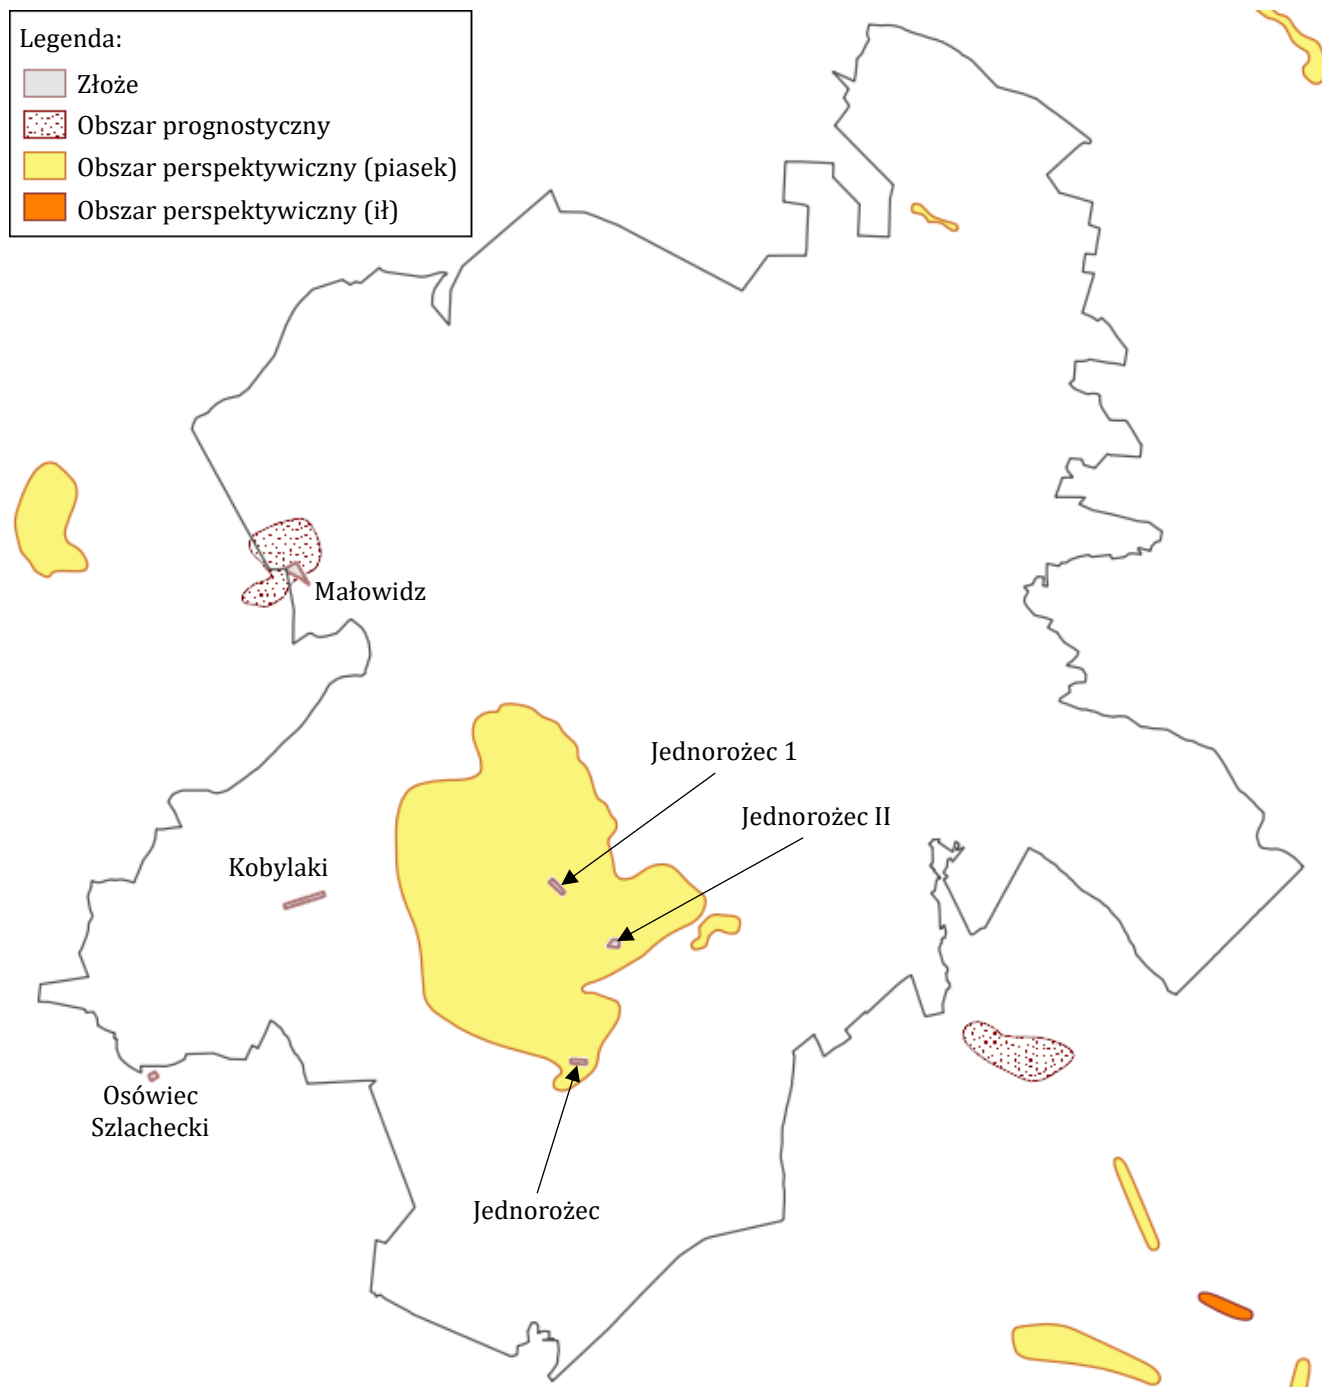 Legenda:
Złoże
Obszar prognostyczny
Obszar perspektywiczny (piasek)
Obszar perspektywiczny (ił)
Małowidz
Jednorożec 1
Jednorożec II
Kobylaki
Osówiec
Szlachecki
Jednorożec